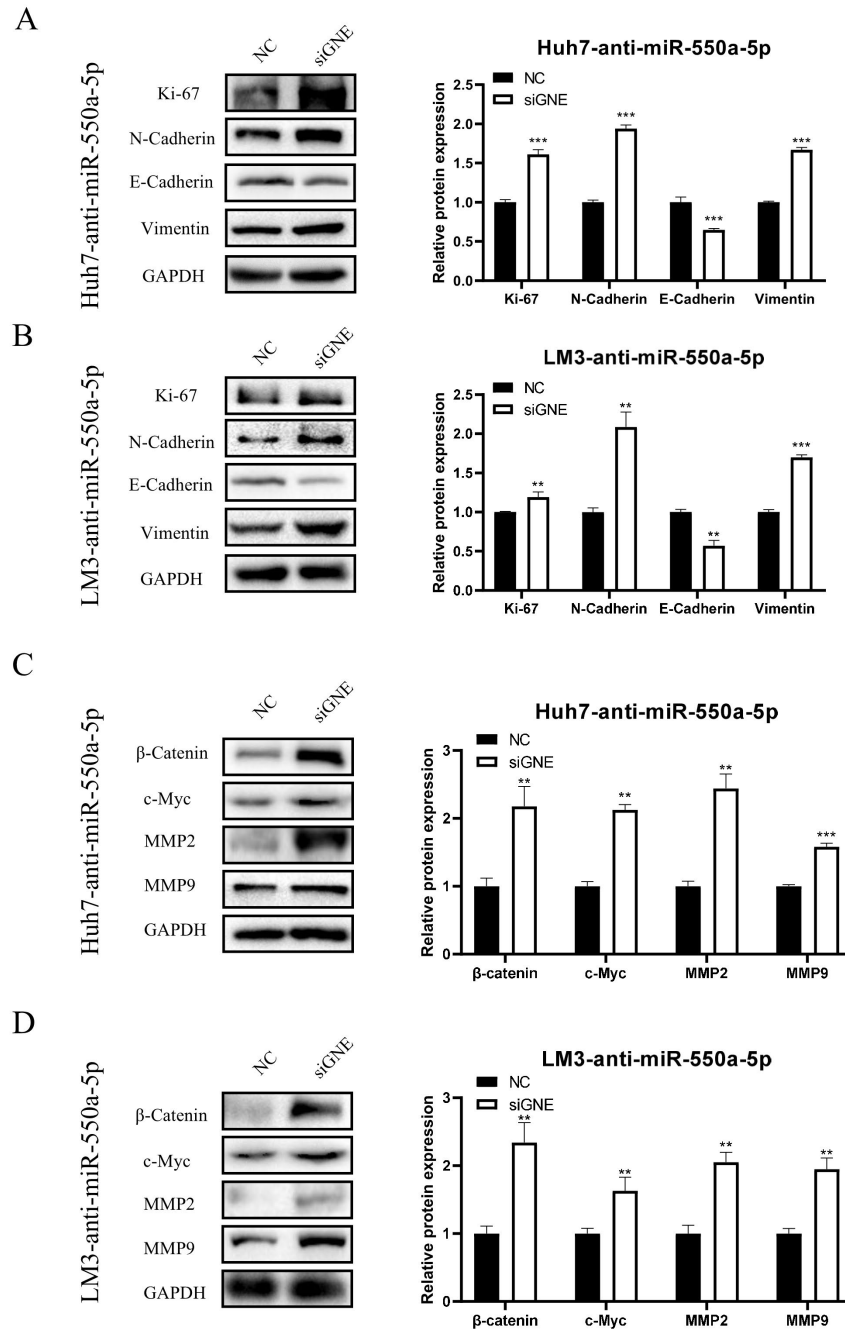 A
Huh7-anti-miR-550a-5p
NC
siGNE
Ki-67
N-Cadherin
E-Cadherin
Vimentin
GAPDH
Huh7-anti-miR-550a-5p
NC
siGNE
Relative protein expression
2.5
2.0
1.5
1.0
0.5
0.0
***
***
***
***
Ki-67
N-Cadherin
E-Cadherin
Vimentin
B
LM3-anti-miR-550a-5p
NC
siGNE
Ki-67
N-Cadherin
E-Cadherin
Vimentin
GAPDH
LM3-anti-miR-550a-5p
NC
siGNE
Relative protein expression
2.5
2.0
1.5
1.0
0.5
0.0
**
**
**
***
Ki-67
N-Cadherin
E-Cadherin
Vimentin
C
Huh7-anti-miR-550a-5p
NC
siGNE
β-Catenin
c-Myc
MMP2
MMP9
GAPDH
Huh7-anti-miR-550a-5p
NC
siGNE
Relative protein expression
3
2
1
0
**
**
**
***
β-catenin
c-Myc
MMP2
MMP9
D
LM3-anti-miR-550a-5p
NC
siGNE
β-Catenin
c-Myc
MMP2
MMP9
GAPDH
LM3-anti-miR-550a-5p
NC
siGNE
Relative protein expression
3
2
1
0
**
**
**
**
β-catenin
c-Myc
MMP2
MMP9